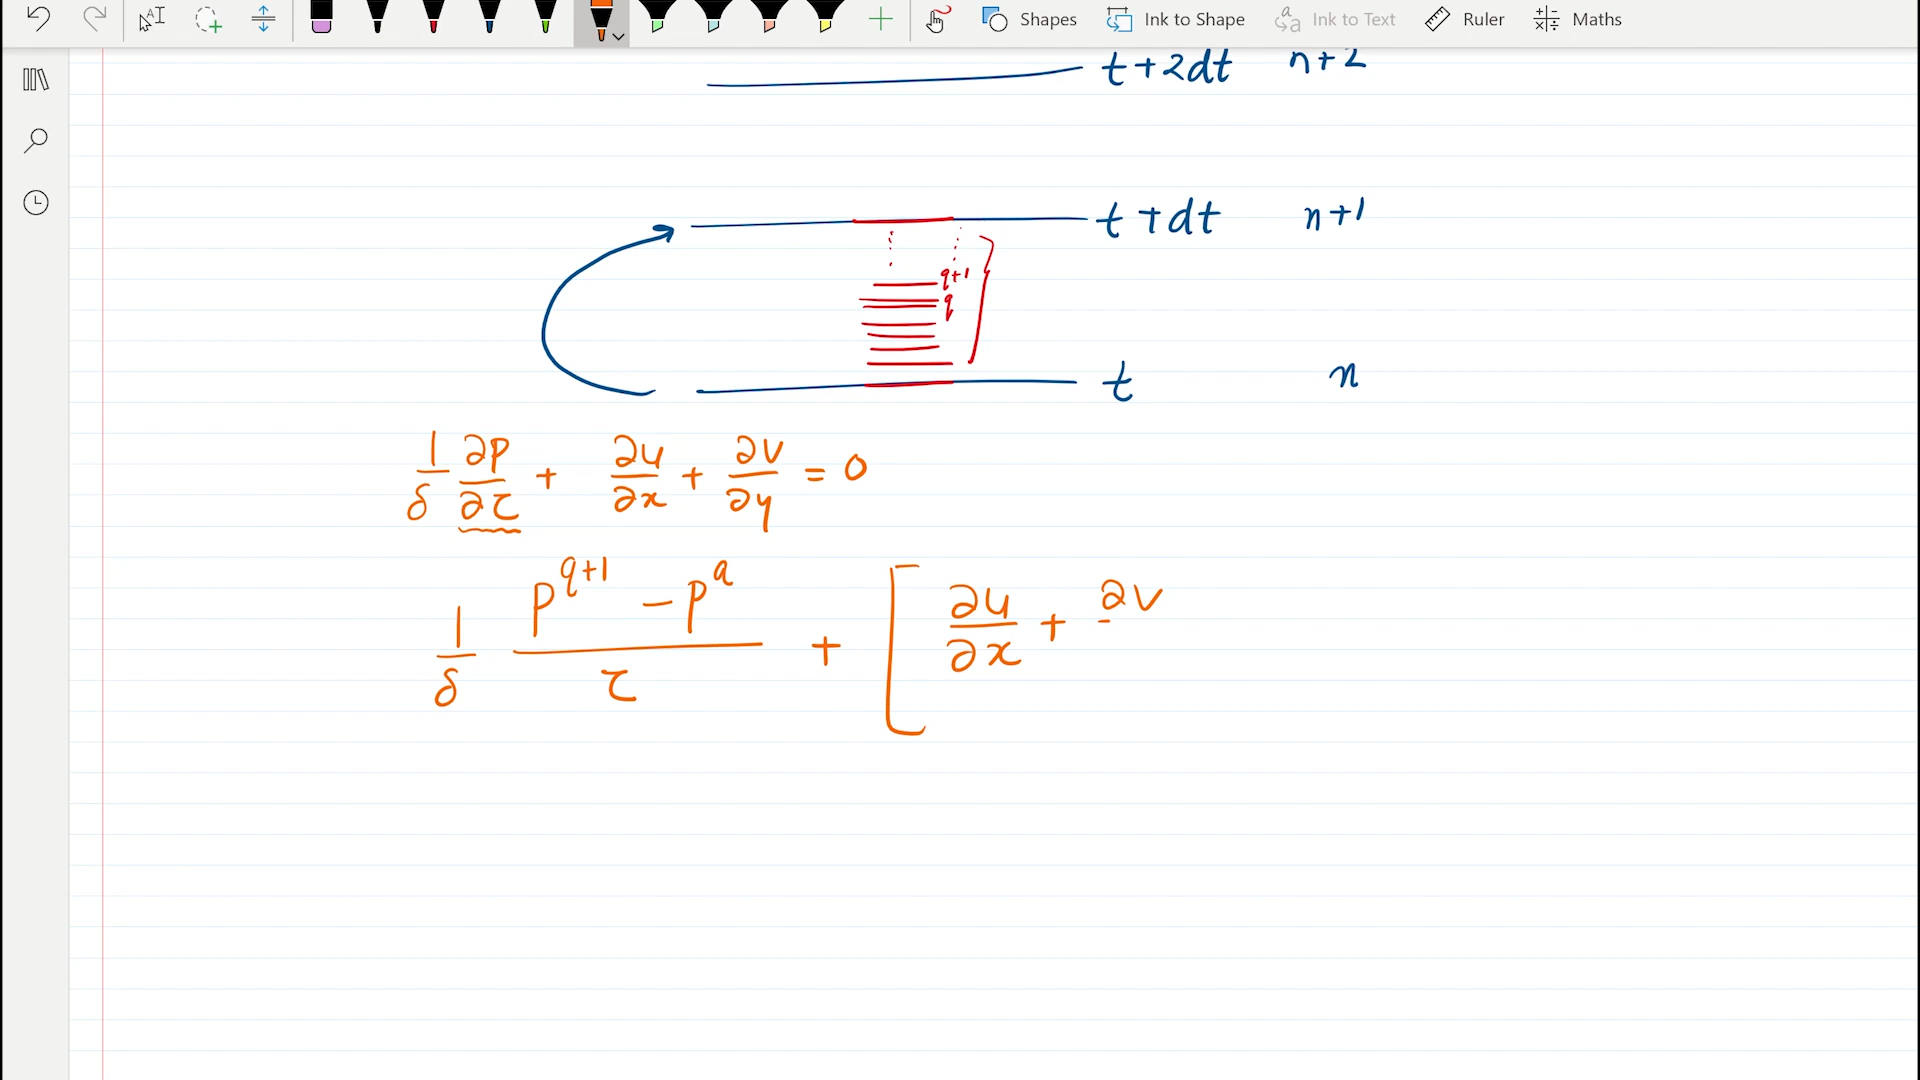 Shapes Ink to Shape Ink to Text Ruler Maths
t+2dt n+2
t+dt n+1
q+1
q
t n
1/δ ∂p/∂τ + ∂u/∂x + ∂v/∂y = 0
1/δ (p^{q+1} - p^q)/τ + [ ∂u/∂x + ∂v